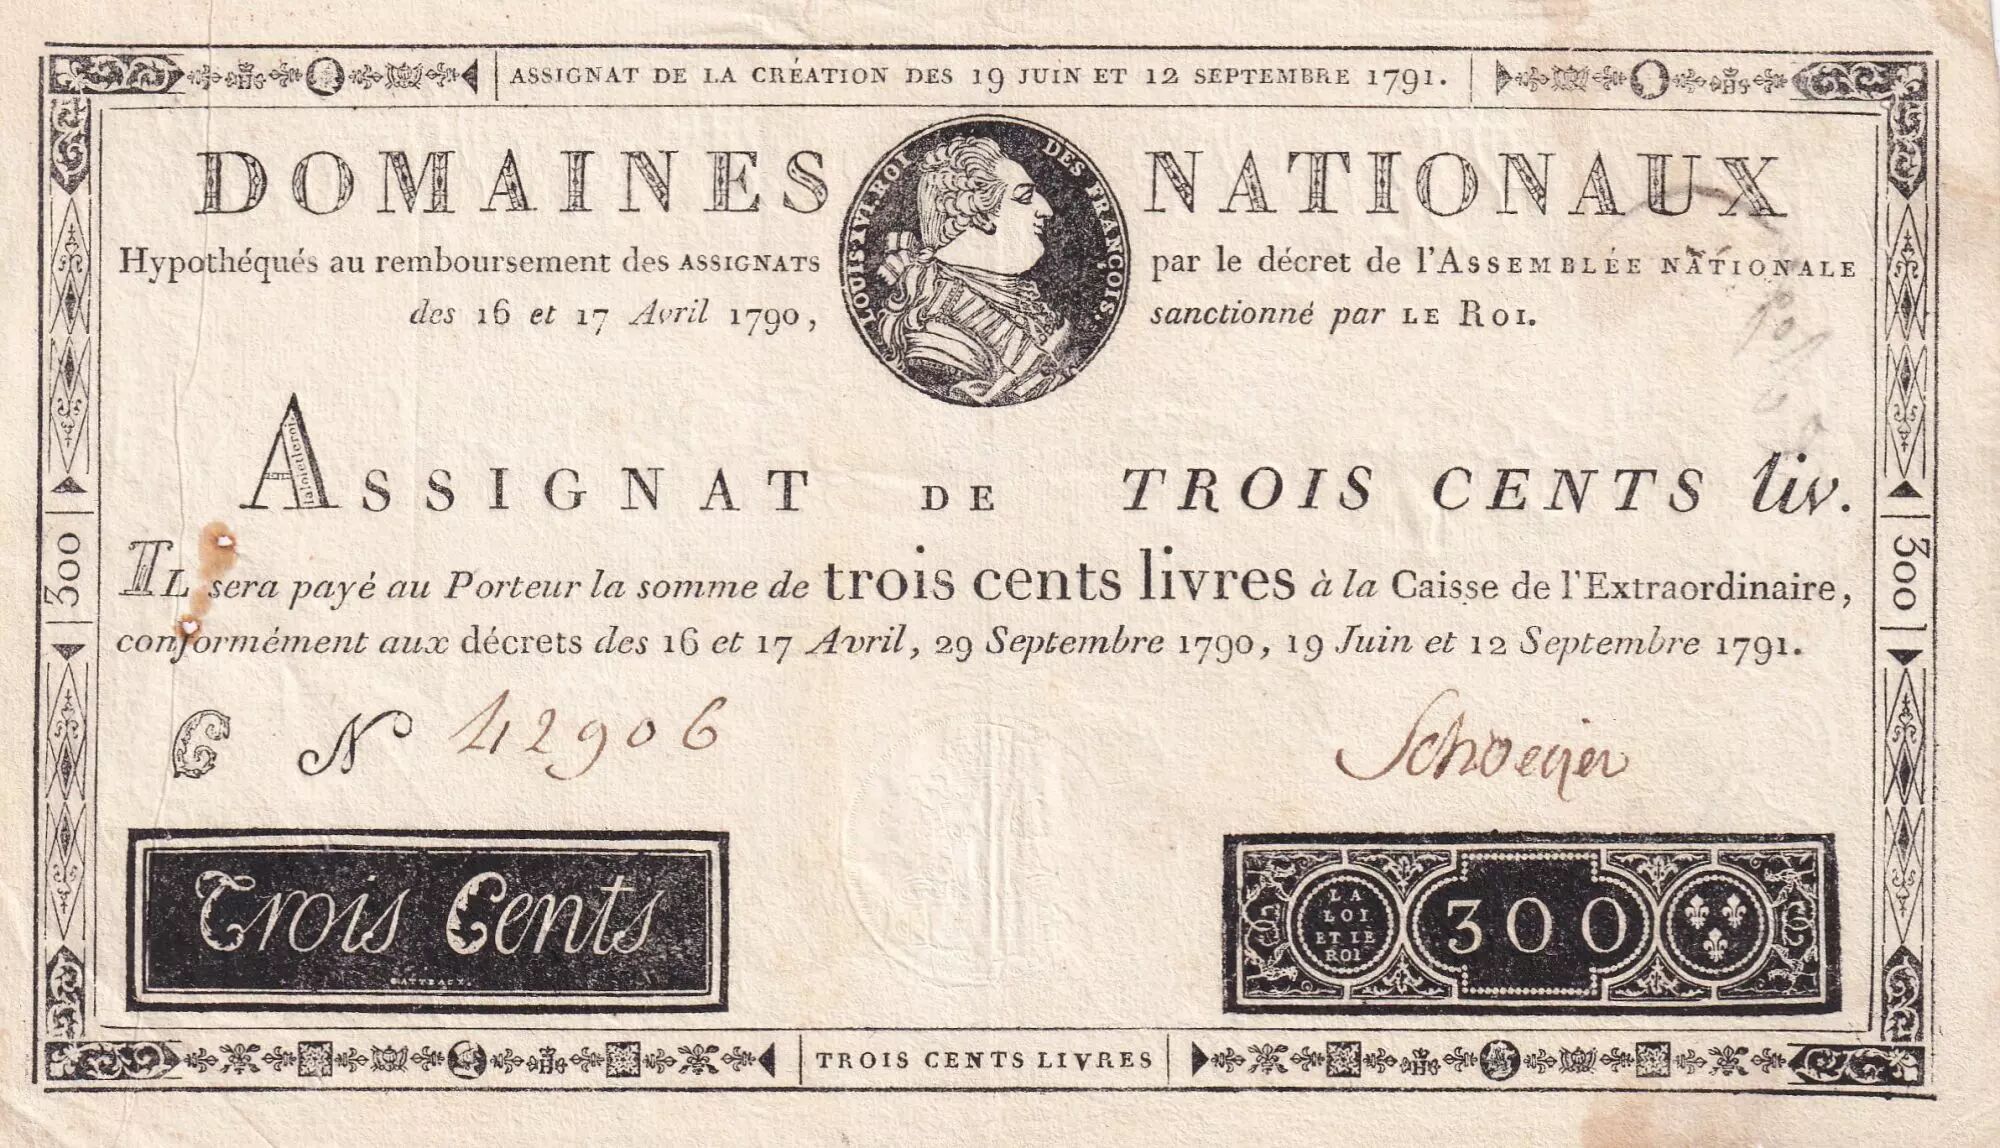 ASSIGNAT DE LA CRÉATION DES 19 JUIN ET 12 SEPTEMBRE 1791.
DOMAINES NATIONAUX
LOUIS XVI ROI DES FRANÇOIS.
Hypothéqués au remboursement des ASSIGNATS par le décret de l'ASSEMBLÉE NATIONALE
des 16 et 17 Avril 1790, sanctionné par LE ROI.
laloietleroi
ASSIGNAT DE TROIS CENTS liv.
IL sera payé au Porteur la somme de trois cents livres à la Caisse de l'Extraordinaire,
conformément aux décrets des 16 et 17 Avril, 29 Septembre 1790, 19 Juin et 12 Septembre 1791.
300
300
C N 42906
Trois Cents
GATTEAUX.
LA
LOI
ET LE
ROI
300
TROIS CENTS LIVRES